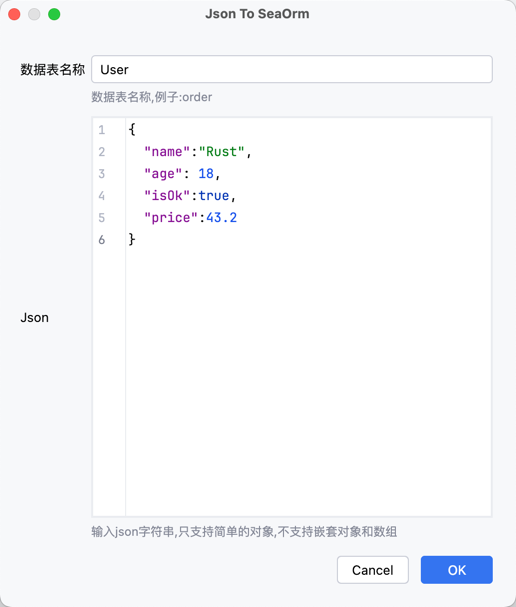 Json To SeaOrm
数据表名称 User
数据表名称,例子:order
1 {
2 "name":"Rust",
3 "age": 18,
4 "isOk":true,
5 "price":43.2
6 }
Json
输入json字符串,只支持简单的对象,不支持嵌套对象和数组
Cancel OK